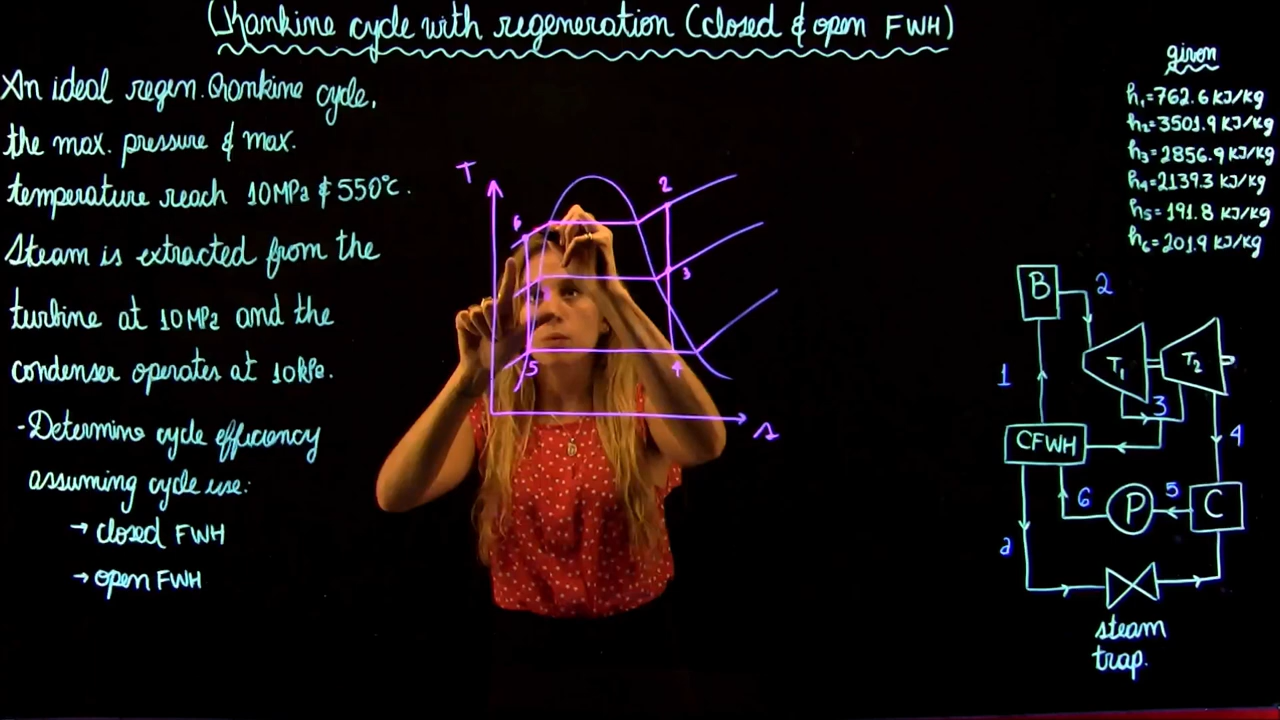 Rankine cycle with regeneration (closed & open FWH)
An ideal regen. Rankine cycle,
the max. pressure & max.
temperature reach 10MPa & 550°C.
Steam is extracted from the
turbine at 10MPa and the
condenser operates at 10kPa.
-Determine cycle efficiency
assuming cycle use:
→ closed FWH
→ open FWH
T
2
6
3
5
4
s
given
h₁=762.6 kJ/kg
h₂=3501.9 kJ/kg
h₃=2856.9 kJ/kg
h₄=2139.3 kJ/kg
h₅=191.8 kJ/kg
h₆=201.9 kJ/kg
B
2
T₁
T₂
1
3
CFWH
4
6
P
5
C
a
steam
trap.